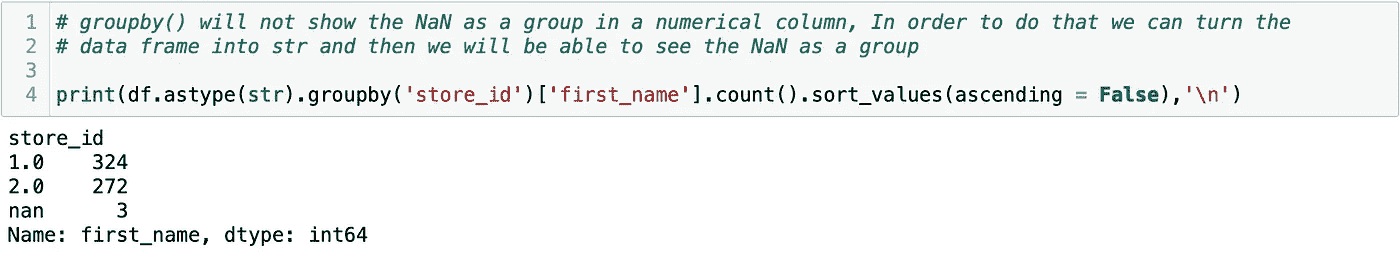 1 # groupby() will not show the NaN as a group in a numerical column, In order to do that we can turn the
2 # data frame into str and then we will be able to see the NaN as a group
3
4 print(df.astype(str).groupby('store_id')['first_name'].count().sort_values(ascending = False),'\n')
store_id
1.0    324
2.0    272
nan      3
Name: first_name, dtype: int64